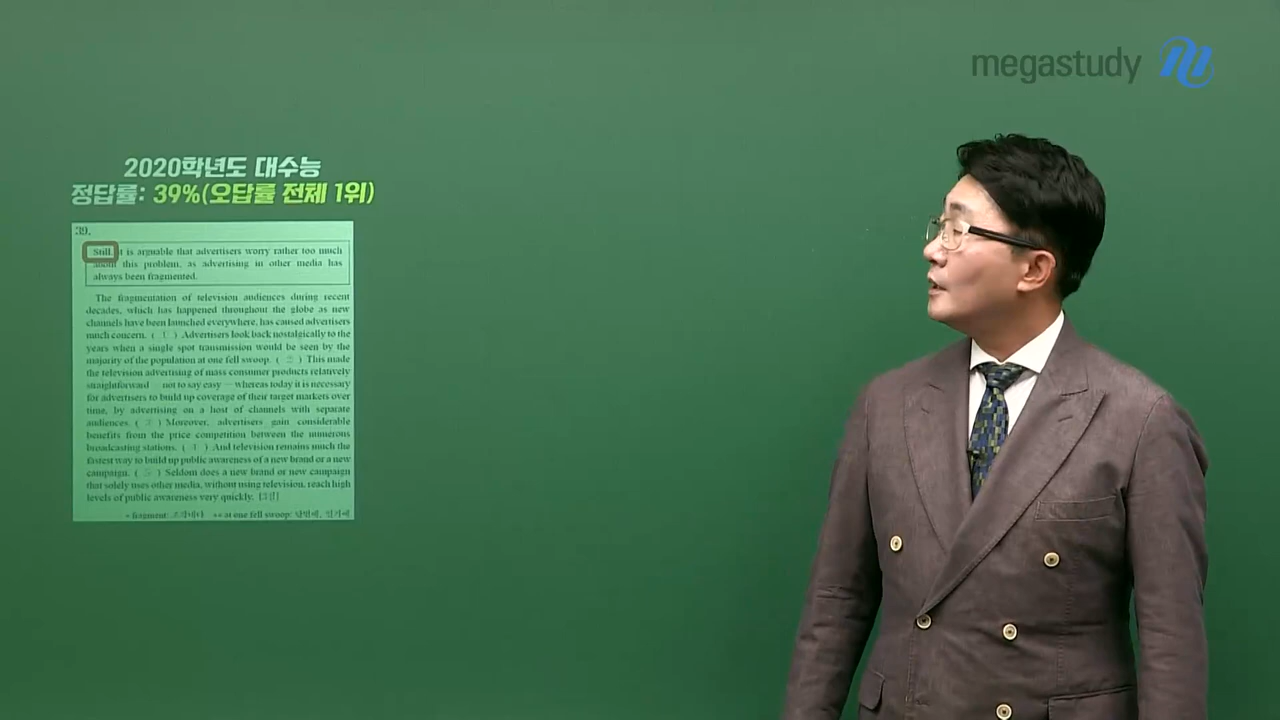 megastudy
2020학년도 대수능
정답률: 39%(오답률 전체 1위)
39.
Still, it is arguable that advertisers worry rather too much
about this problem, as advertising in other media has
always been fragmented.
The fragmentation of television audiences during recent
decades, which has happened throughout the globe as new
channels have been launched everywhere, has caused advertisers
much concern. ( ① ) Advertisers look back nostalgically to the
years when a single spot transmission would be seen by the
majority of the population at one fell swoop. ( ② ) This made
the television advertising of mass consumer products relatively
straightforward — not to say easy — whereas today it is necessary
for advertisers to build up coverage of their target markets over
time, by advertising on a host of channels with separate
audiences. ( ③ ) Moreover, advertisers gain considerable
benefits from the price competition between the numerous
broadcasting stations. ( ④ ) And television remains much the
fastest way to build up public awareness of a new brand or a new
campaign. ( ⑤ ) Seldom does a new brand or new campaign
that solely uses other media, without using television, reach high
levels of public awareness very quickly. [3점]
* fragment: 조각내다 ** at one fell swoop: 단번에, 일거에